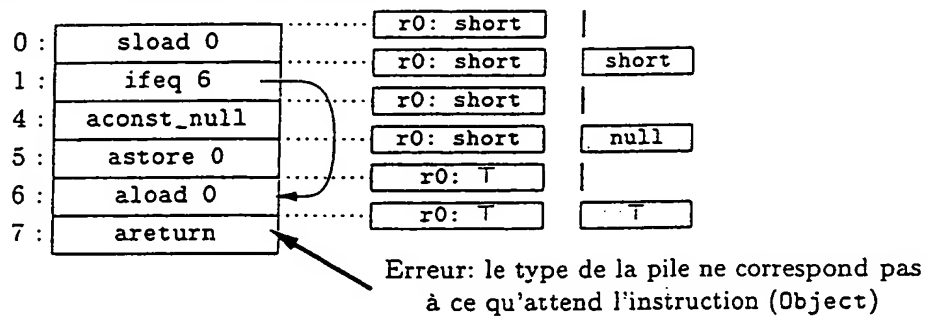 r0: short
0 : sload 0
r0: short short
1 : ifeq 6
r0: short
4 : aconst_null
r0: short null
5 : astore 0
r0: ⊤
6 : aload 0
r0: ⊤ ⊤
7 : areturn
Erreur: le type de la pile ne correspond pas
à ce qu'attend l'instruction (Object)